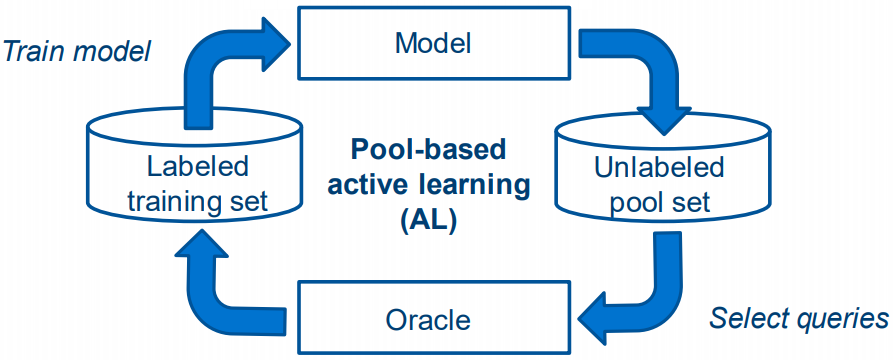 Train model
Model
Labeled
training set
Pool-based
active learning
(AL)
Unlabeled
pool set
Oracle
Select queries